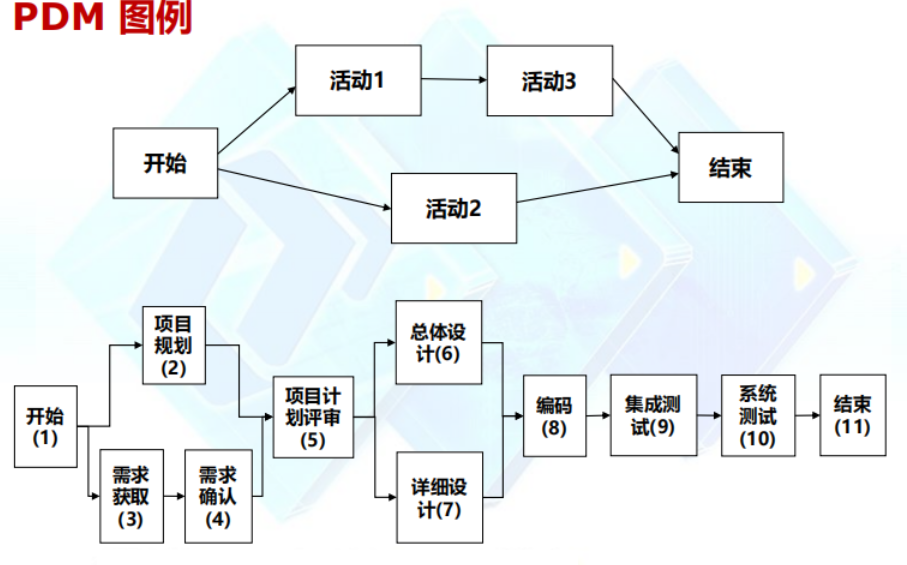 PDM 图例
活动1
活动3
开始
结束
活动2
项目
规划
(2)
总体设
计(6)
开始
(1)
项目计
划评审
(5)
编码
(8)
集成测
试(9)
系统
测试
(10)
结束
(11)
需求
获取
(3)
需求
确认
(4)
详细设
计(7)